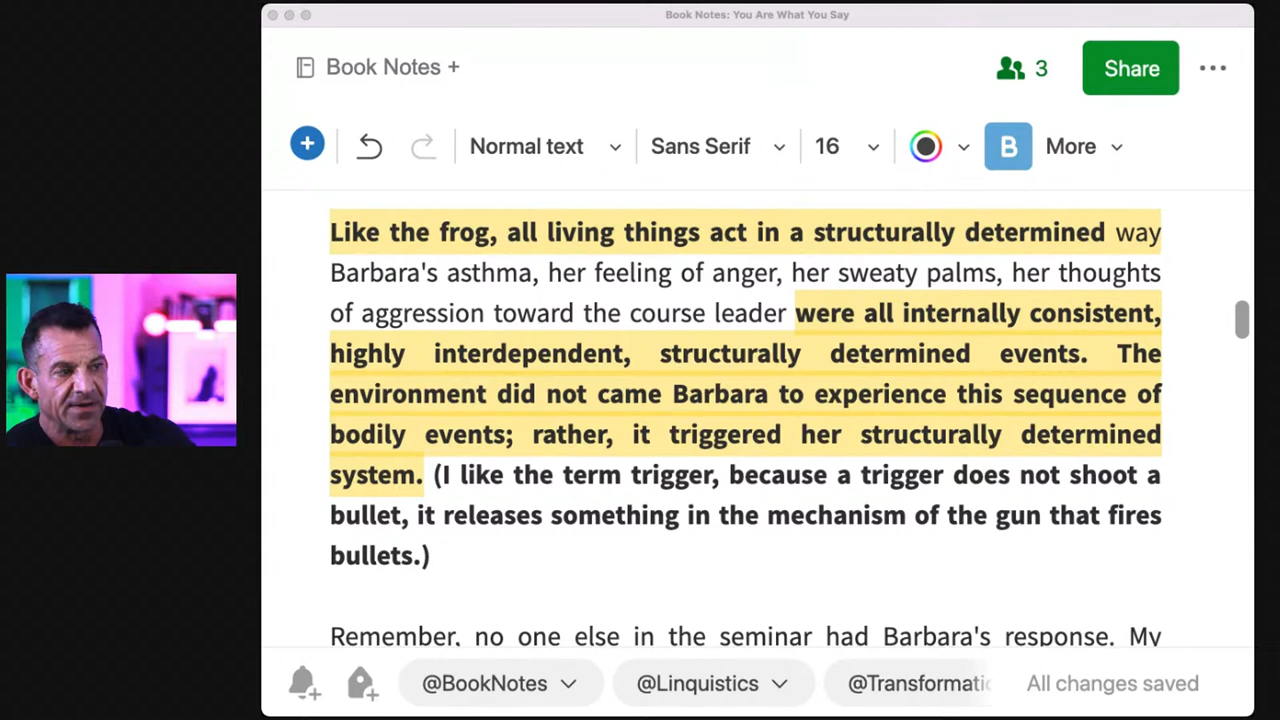 Book Notes: You Are What You Say
Book Notes +
3
Share
Normal text
Sans Serif
16
B
More
Like the frog, all living things act in a structurally determined way
Barbara's asthma, her feeling of anger, her sweaty palms, her thoughts
of aggression toward the course leader were all internally consistent,
highly interdependent, structurally determined events. The
environment did not came Barbara to experience this sequence of
bodily events; rather, it triggered her structurally determined
system. (I like the term trigger, because a trigger does not shoot a
bullet, it releases something in the mechanism of the gun that fires
bullets.)
Remember, no one else in the seminar had Barbara's response. My
@BookNotes
@Linquistics
@Transformatic
All changes saved